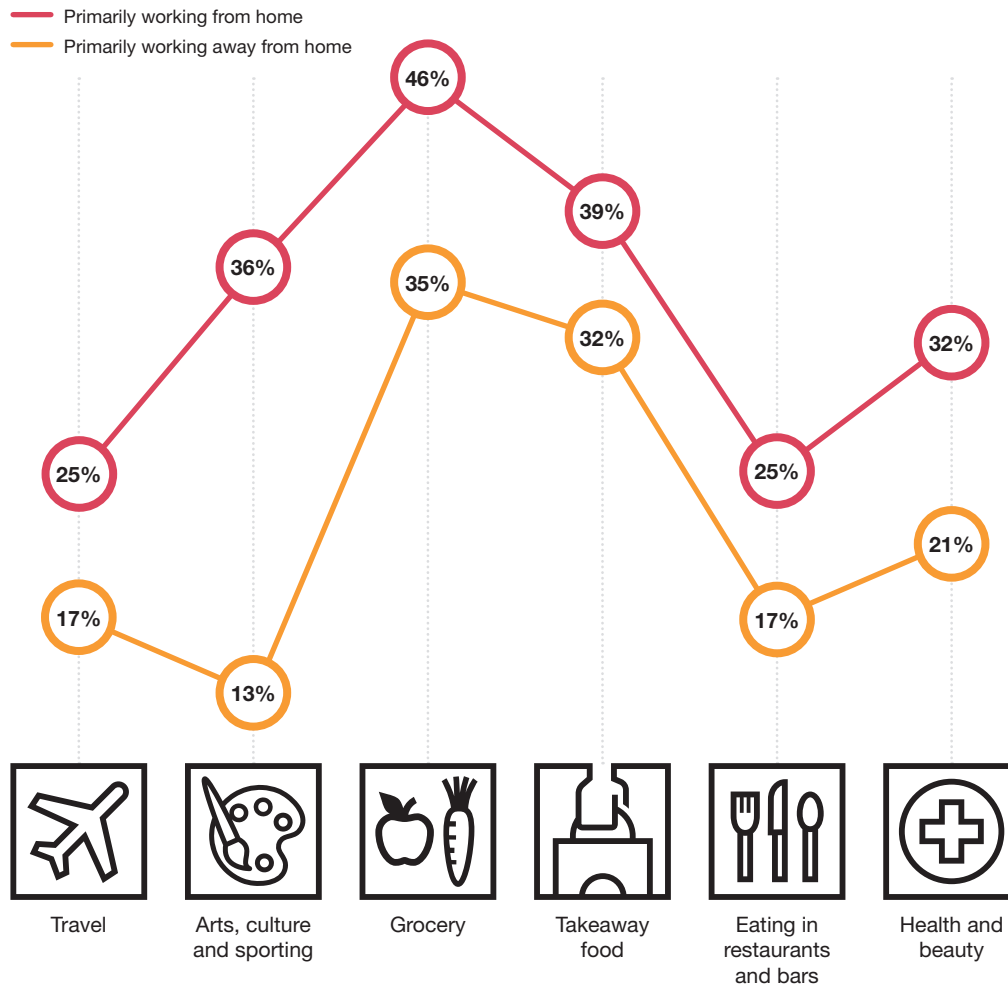 Primarily working from home
Primarily working away from home
46%
39%
36%
35%
32%
32%
25%
25%
21%
17%
17%
13%
Travel
Arts, culture
and sporting
Grocery
Takeaway
food
Eating in
restaurants
and bars
Health and
beauty